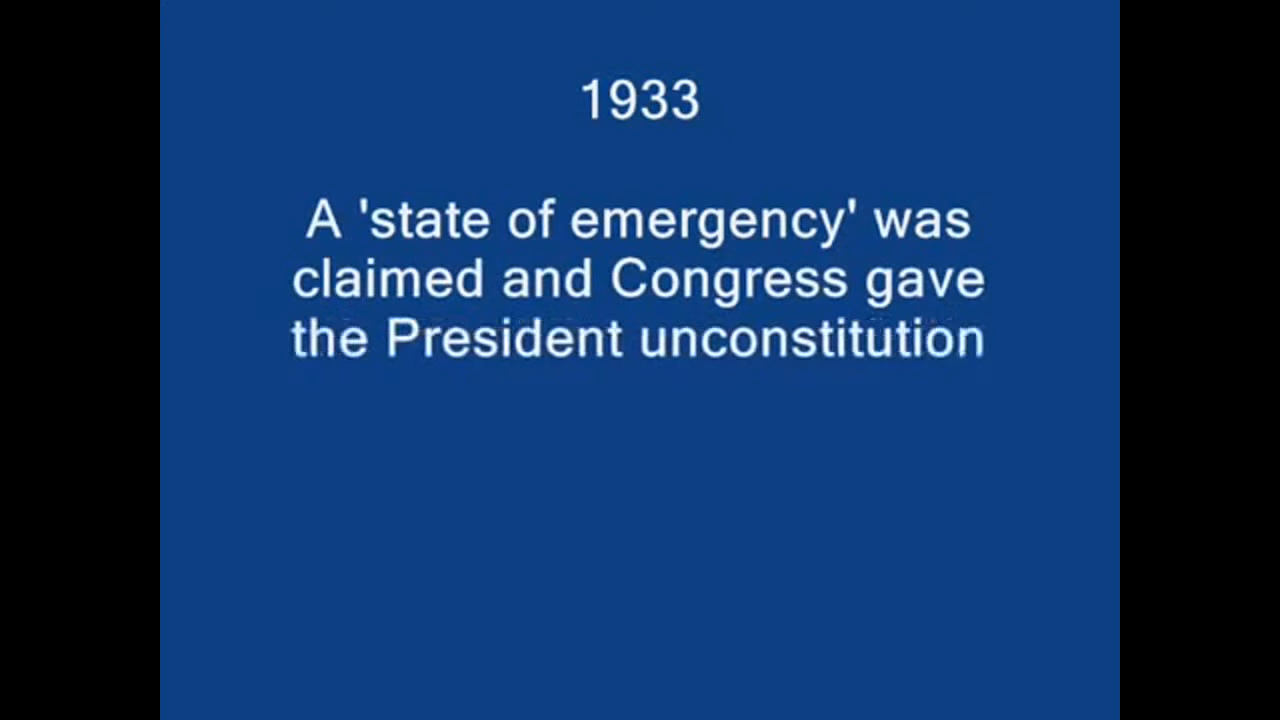 1933
A 'state of emergency' was
claimed and Congress gave
the President unconstitution